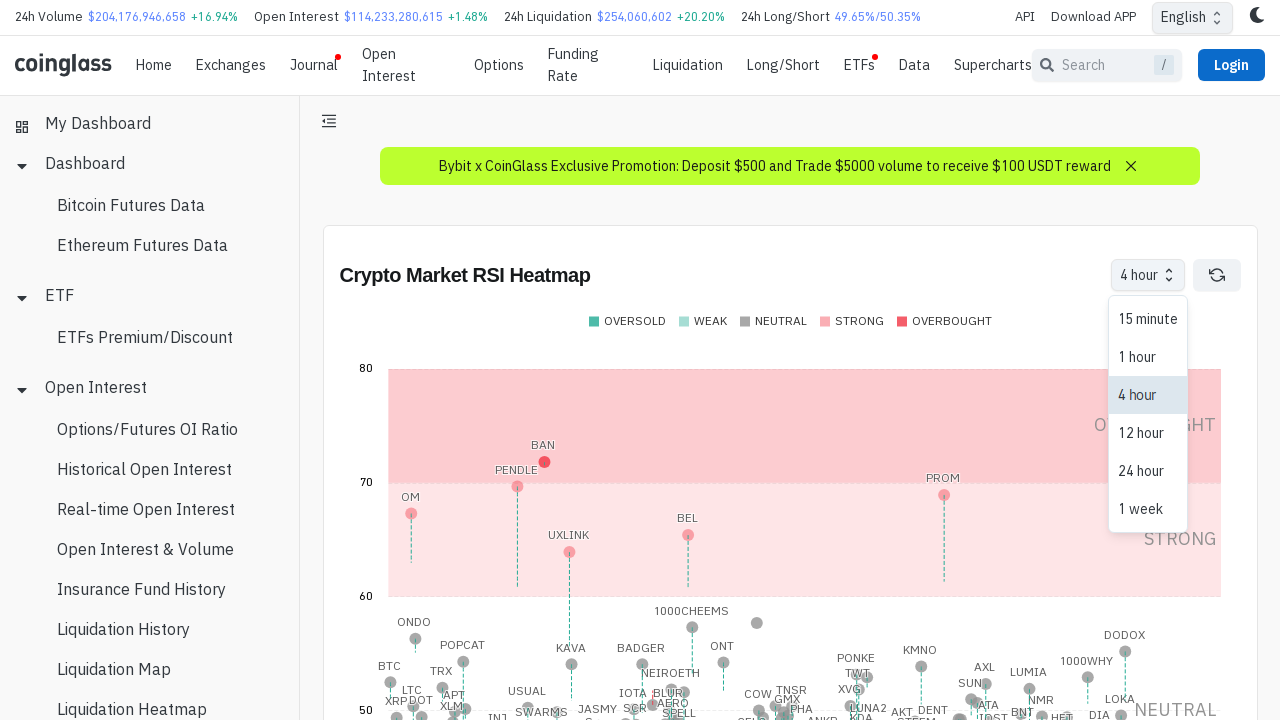 24h Volume $204,176,946,658 +16.94% Open Interest $114,233,280,615 +1.48% 24h Liquidation $254,060,602 +20.20% 24h Long/Short 49.65%/50.35% API Download APP English
coinglass Home Exchanges Journal Open Interest Options Funding Rate Liquidation Long/Short ETFs Data Supercharts Search / Login
My Dashboard
Dashboard
Bitcoin Futures Data
Ethereum Futures Data
ETF
ETFs Premium/Discount
Open Interest
Options/Futures OI Ratio
Historical Open Interest
Real-time Open Interest
Open Interest & Volume
Insurance Fund History
Liquidation History
Liquidation Map
Liquidation Heatmap
Bybit x CoinGlass Exclusive Promotion: Deposit $500 and Trade $5000 volume to receive $100 USDT reward
Crypto Market RSI Heatmap 4 hour
15 minute
1 hour
4 hour
12 hour
24 hour
1 week
OVERSOLD WEAK NEUTRAL STRONG OVERBOUGHT
80
BAN
PENDLE
70
PROM
OM
BEL
UXLINK
STRONG
60
1000CHEEMS
ONDO
DODOX
POPCAT
KAVA BADGER ONT
KMNO
PONKE
1000WHY
BTC
TRX
NEIROETH
TWT
AXL
LUMIA
SUN
LTC
APT
USUAL
IOTA BLUR
COW TNSR
XVG
XRP DOT
XLM
AERO
GMX
NMR LOKA
SWARMS JASMY SCR
SPELL
PHA
LUNA2
AKT DENT
BNT
DIA
NEUTRAL
50
INJ